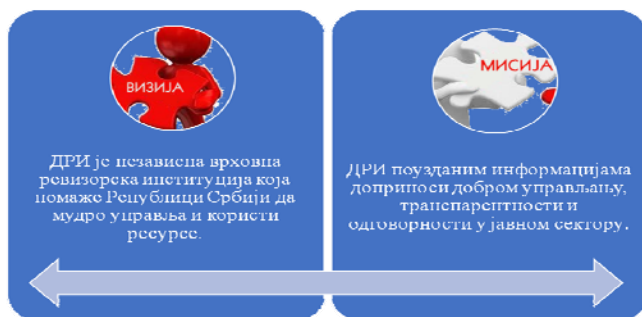 ВИЗИЈА
ДРИ је независна врховна
ревизорска институција која
помаже Републици Србији да
мудро управља и користи
ресурсе.
МИСИЈА
ДРИ поузданим информацијама
доприноси добром управљању,
транспарентности и
одговорности у јавном сектору.